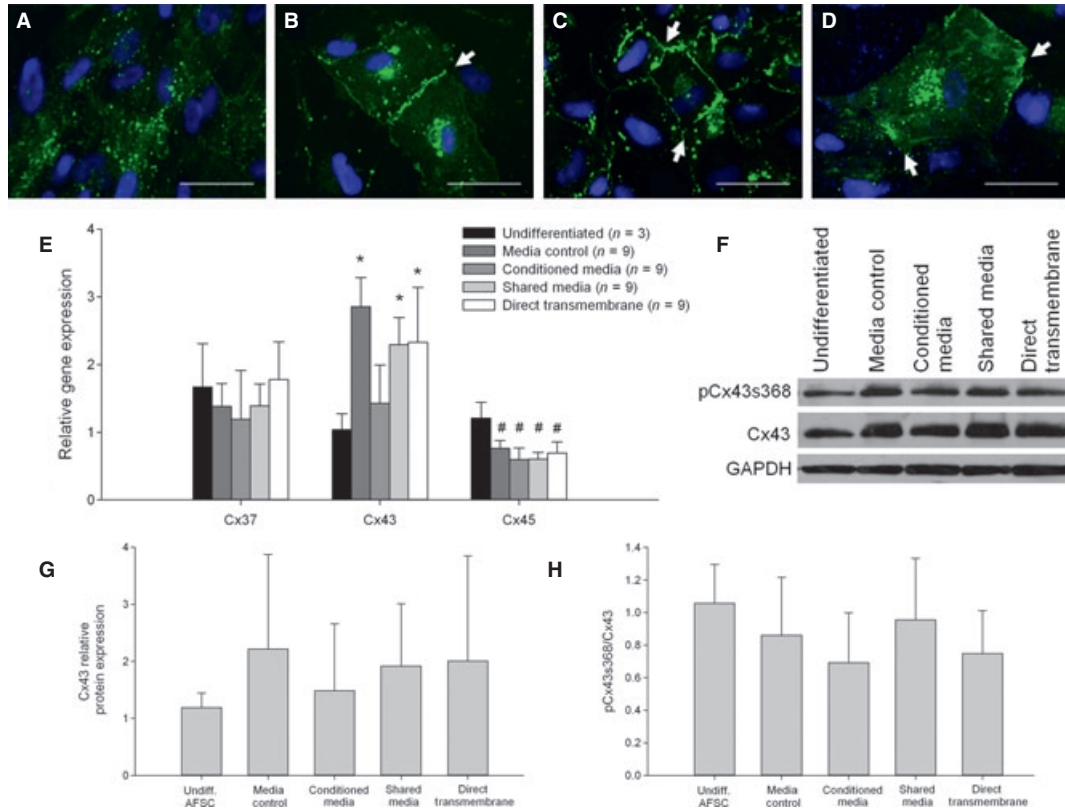 A
B
C
D
E
Relative gene expression
4
3
2
1
0
Undifferentiated (n = 3)
Media control (n = 9)
Conditioned media (n = 9)
Shared media (n = 9)
Direct transmembrane (n = 9)
*
*
*
#
#
#
#
Cx37
Cx43
Cx45
F
Undifferentiated
Media control
Conditioned
media
Shared media
Direct
transmembrane
pCx43s368
Cx43
GAPDH
G
Cx43 relative
protein expression
4
3
2
1
0
Undiff.
AFSC
Media
control
Conditioned
media
Shared
media
Direct
transmembrane
H
pCx43s368/Cx43
1.4
1.2
1.0
0.8
0.6
0.4
0.2
0.0
Undiff.
AFSC
Media
control
Conditioned
media
Shared
media
Direct
transmembrane